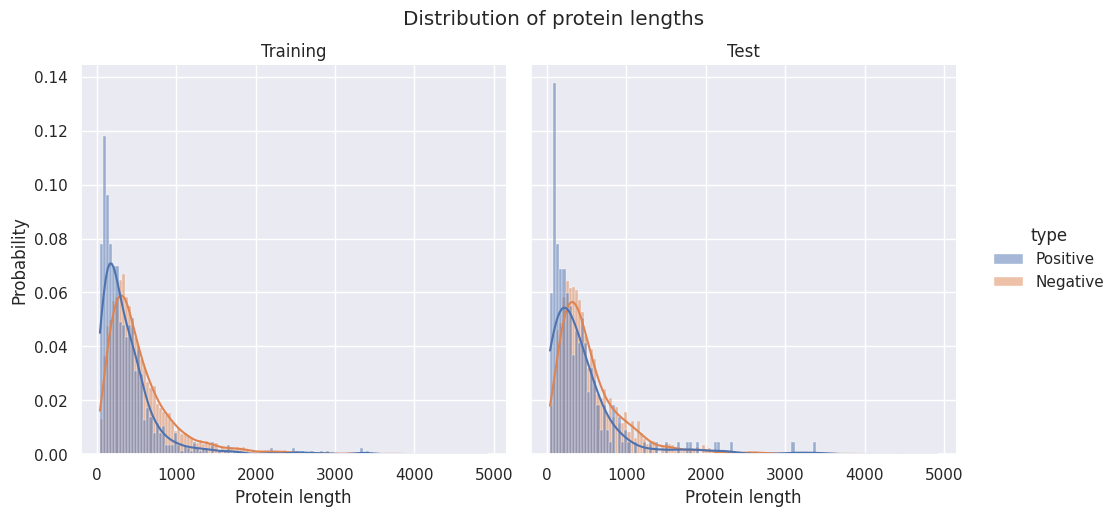 Distribution of protein lengths
Training
Test
0.14
0.12
0.10
0.08
0.06
0.04
0.02
0.00
Probability
0 1000 2000 3000 4000 5000
0 1000 2000 3000 4000 5000
Protein length
Protein length
type
Positive
Negative